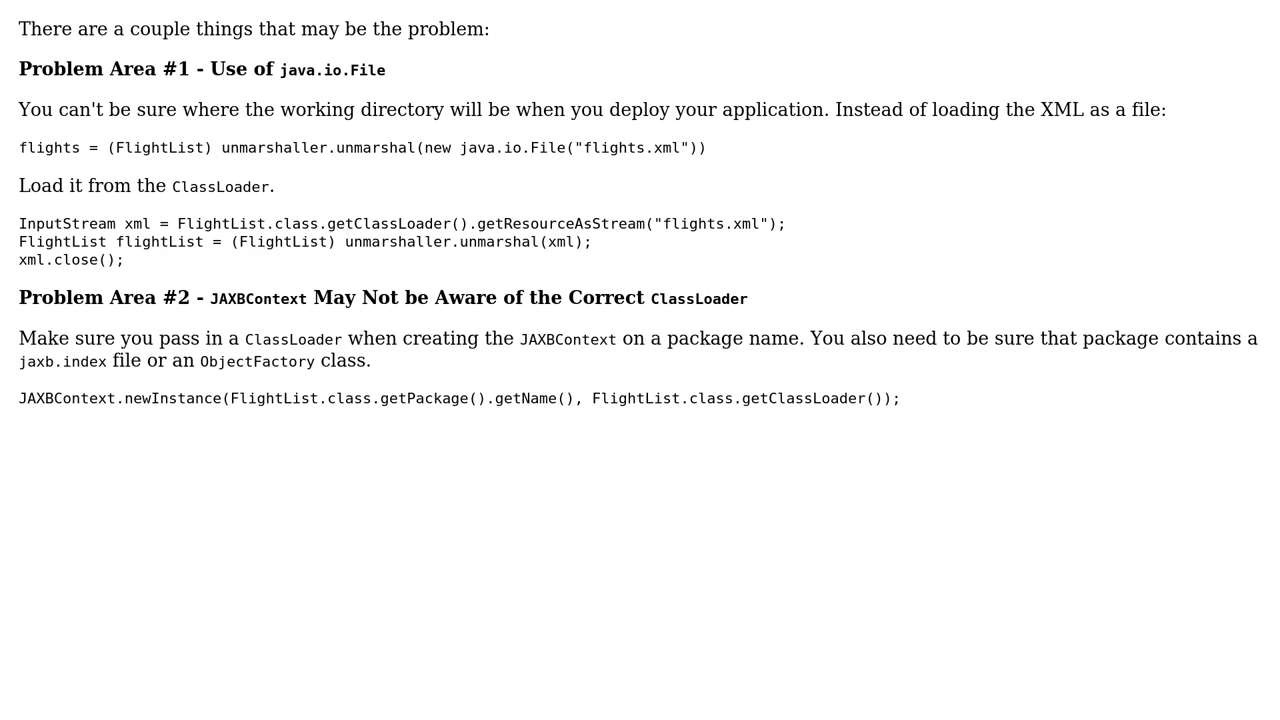 There are a couple things that may be the problem:
Problem Area #1 - Use of java.io.File
You can't be sure where the working directory will be when you deploy your application. Instead of loading the XML as a file:
flights = (FlightList) unmarshaller.unmarshal(new java.io.File("flights.xml"))
Load it from the ClassLoader.
InputStream xml = FlightList.class.getClassLoader().getResourceAsStream("flights.xml");
FlightList flightList = (FlightList) unmarshaller.unmarshal(xml);
xml.close();
Problem Area #2 - JAXBContext May Not be Aware of the Correct ClassLoader
Make sure you pass in a ClassLoader when creating the JAXBContext on a package name. You also need to be sure that package contains a
jaxb.index file or an ObjectFactory class.
JAXBContext.newInstance(FlightList.class.getPackage().getName(), FlightList.class.getClassLoader());